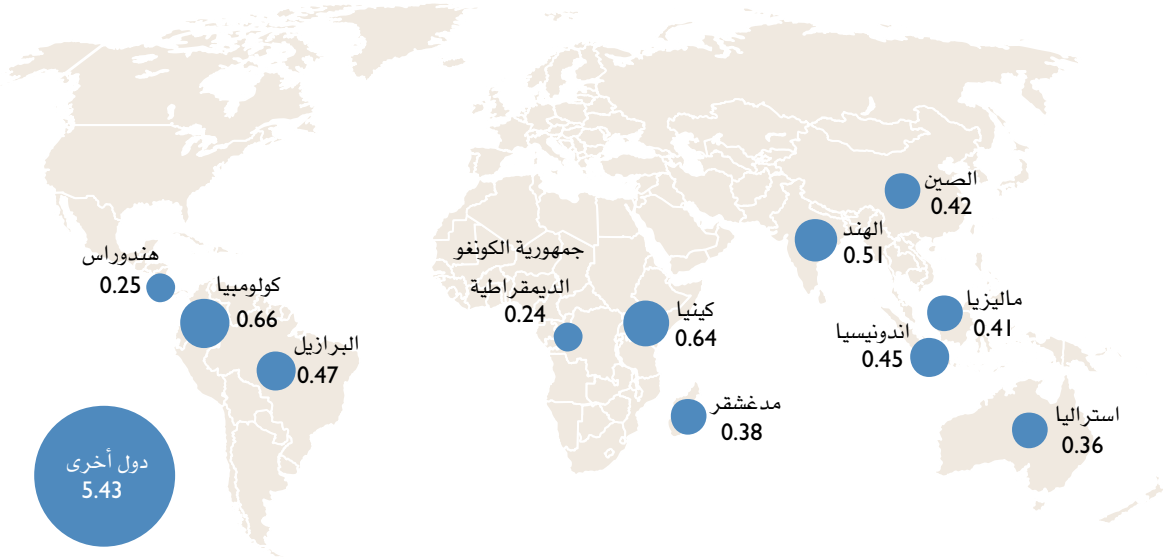 الصين
0.42
الهند
0.51
جمهورية الكونغو
الديمقراطية
0.24
هندوراس
0.25
كولومبيا
0.66
كينيا
0.64
ماليزيا
0.41
اندونيسيا
0.45
البرازيل
0.47
مدغشقر
0.38
استراليا
0.36
دول أخرى
5.43